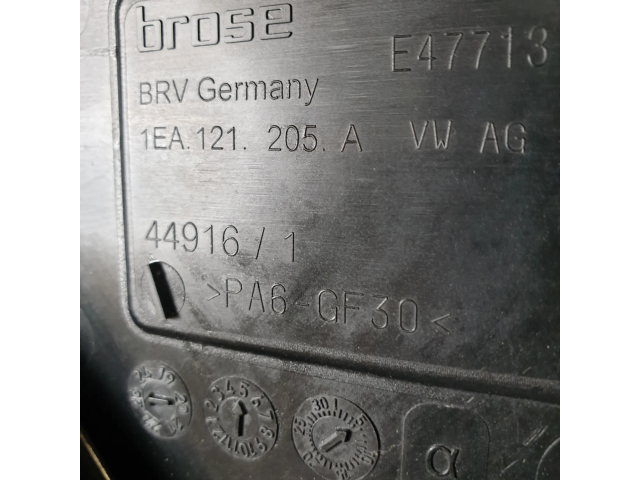 brose E47713
BRV Germany
1EA.121. 205. A VW AG
44916 / 1
>PA6-GF30<
α